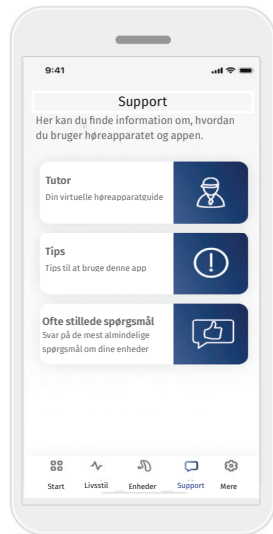 9:41
Support
Her kan du finde information om, hvordan
du bruger høreapparatet og appen.
Tutor
Din virtuelle høreapparatguide
Tips
Tips til at bruge denne app
Ofte stillede spørgsmål
Svar på de mest almindelige
spørgsmål om dine enheder
Start Livsstil Enheder Support Mere